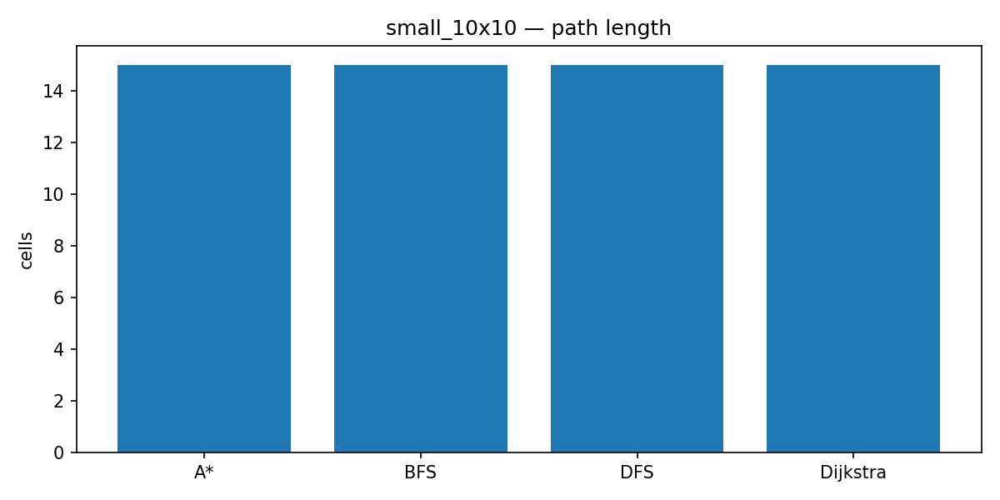 small_10x10 — path length
cells
14
12
10
8
6
4
2
0
A* BFS DFS Dijkstra